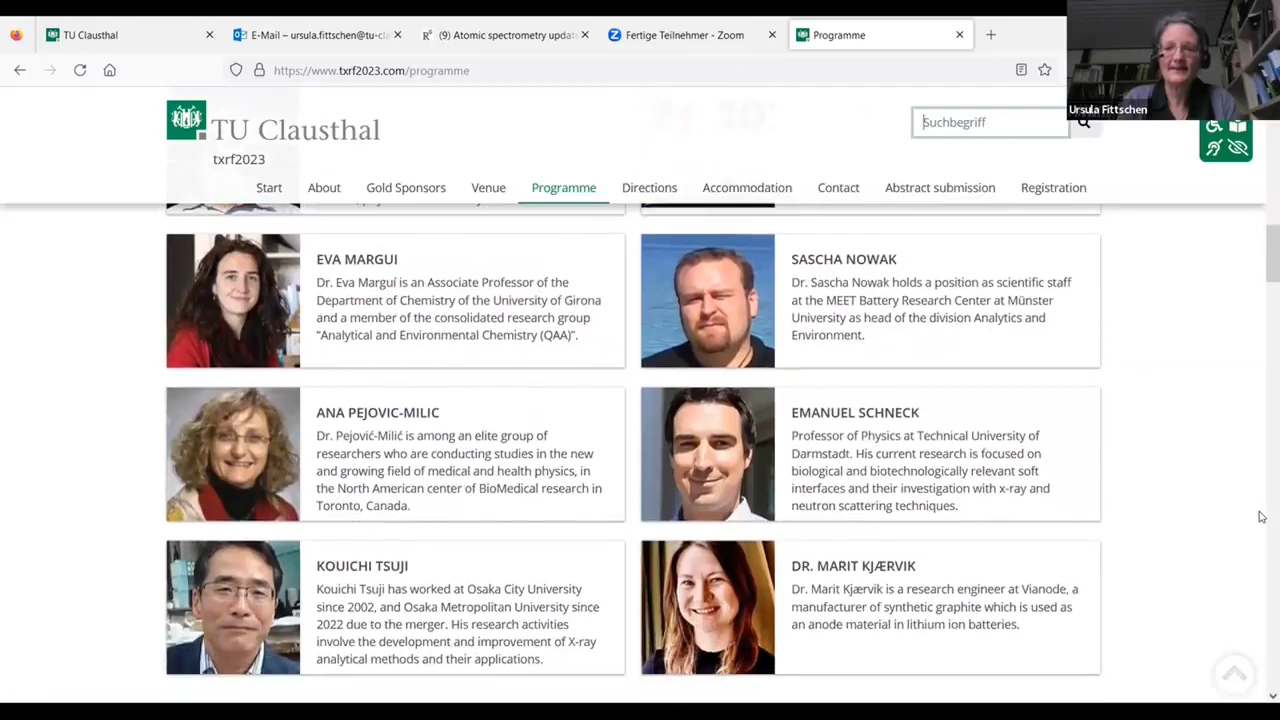 TU Clausthal
E-Mail – ursula.fittschen@tu-cla
(9) Atomic spectrometry updat
Fertige Teilnehmer - Zoom
Programme
Ursula Fittschen
https://www.txrf2023.com/programme
TU Clausthal
txrf2023
Suchbegriff
Start
About
Gold Sponsors
Venue
Programme
Directions
Accommodation
Contact
Abstract submission
Registration
EVA MARGUI
Dr. Eva Marguí is an Associate Professor of the
Department of Chemistry of the University of Girona
and a member of the consolidated research group
“Analytical and Environmental Chemistry (QAA)”.
SASCHA NOWAK
Dr. Sascha Nowak holds a position as scientific staff
at the MEET Battery Research Center at Münster
University as head of the division Analytics and
Environment.
ANA PEJOVIC-MILIC
Dr. Pejović-Milić is among an elite group of
researchers who are conducting studies in the new
and growing field of medical and health physics, in
the North American center of BioMedical research in
Toronto, Canada.
EMANUEL SCHNECK
Professor of Physics at Technical University of
Darmstadt. His current research is focused on
biological and biotechnologically relevant soft
interfaces and their investigation with x-ray and
neutron scattering techniques.
KOUICHI TSUJI
Kouichi Tsuji has worked at Osaka City University
since 2002, and Osaka Metropolitan University since
2022 due to the merger. His research activities
involve the development and improvement of X-ray
analytical methods and their applications.
DR. MARIT KJÆRVIK
Dr. Marit Kjærvik is a research engineer at Vianode, a
manufacturer of synthetic graphite which is used as
an anode material in lithium ion batteries.